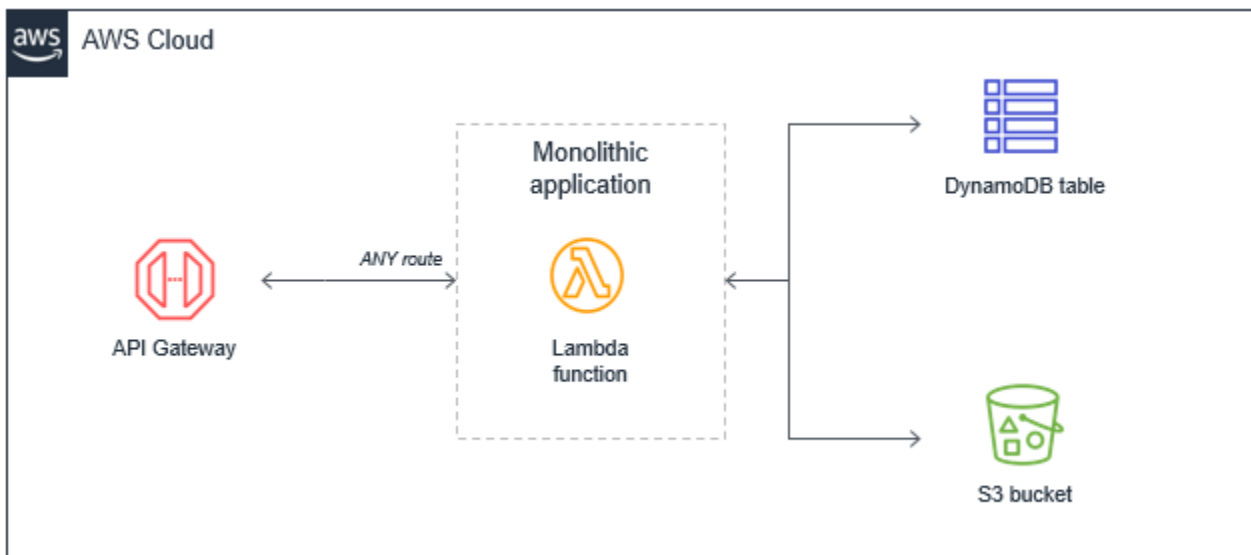 aws
AWS Cloud
Monolithic
application
DynamoDB table
ANY route
API Gateway
Lambda
function
S3 bucket